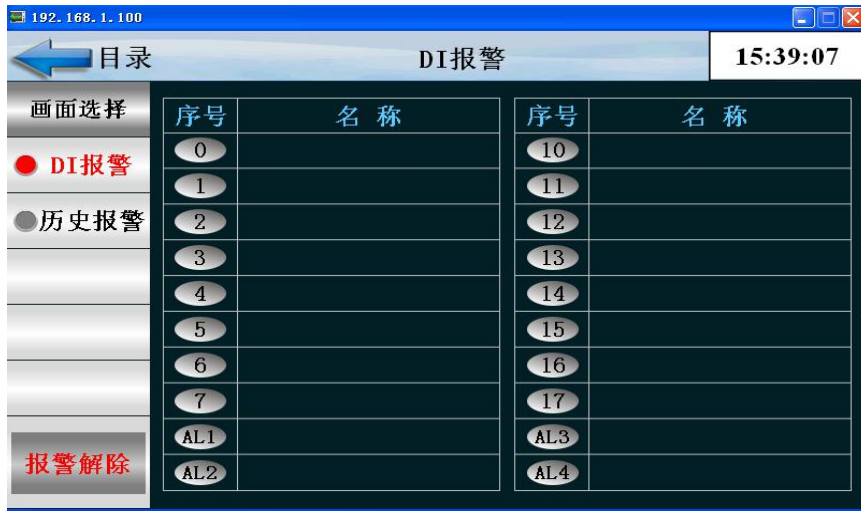 192.168.1.100
目录
DI报警
15:39:07
画面选择
DI报警
历史报警
报警解除
序号 名 称 序号 名 称
0 10
1 11
2 12
3 13
4 14
5 15
6 16
7 17
AL1 AL3
AL2 AL4